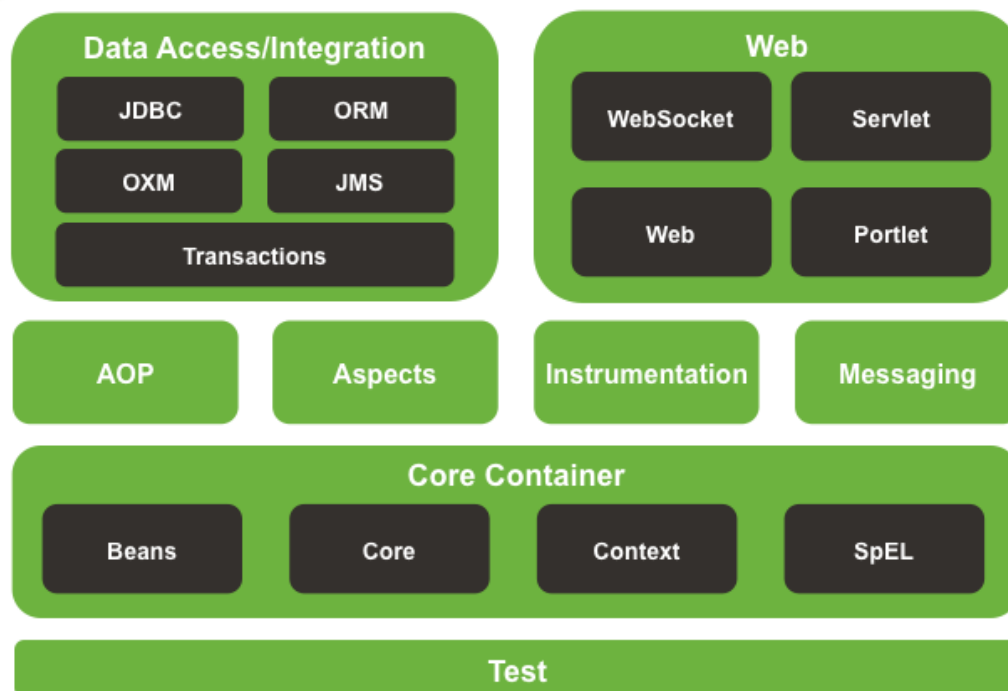 Data Access/Integration
JDBC
ORM
OXM
JMS
Transactions
Web
WebSocket
Servlet
Web
Portlet
AOP
Aspects
Instrumentation
Messaging
Core Container
Beans
Core
Context
SpEL
Test